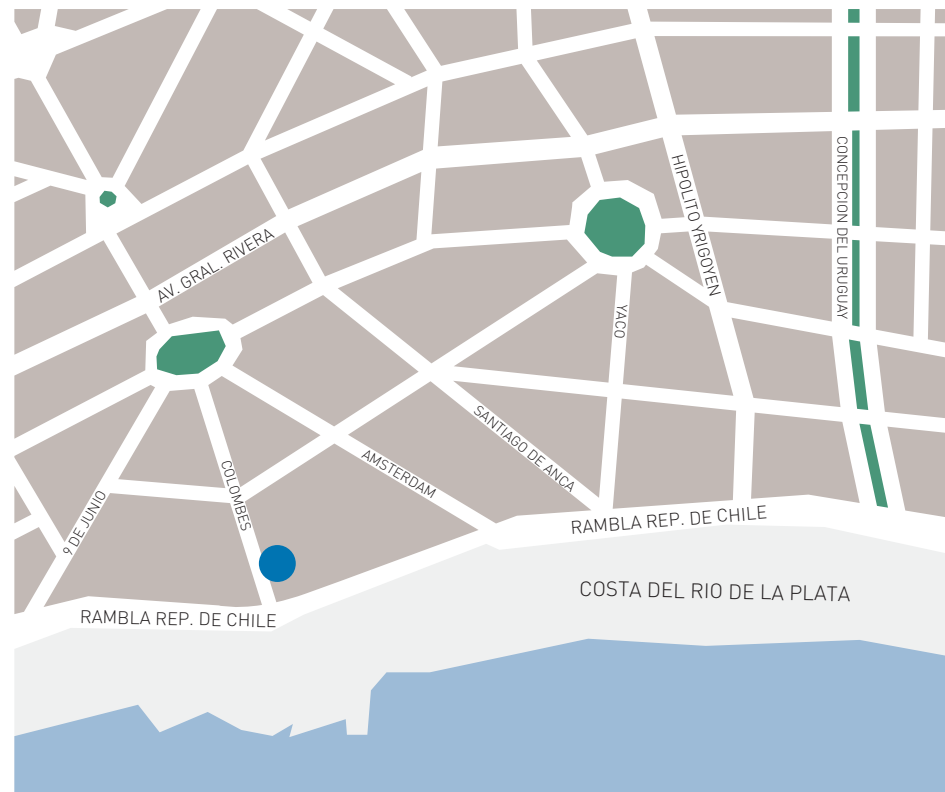 CONCEPCION DEL URUGUAY
HIPOLITO YRIGOYEN
AV. GRAL. RIVERA
YACO
SANTIAGO DE ANCA
AMSTERDAM
COLOMBES
9 DE JUNIO
RAMBLA REP. DE CHILE
COSTA DEL RIO DE LA PLATA
RAMBLA REP. DE CHILE